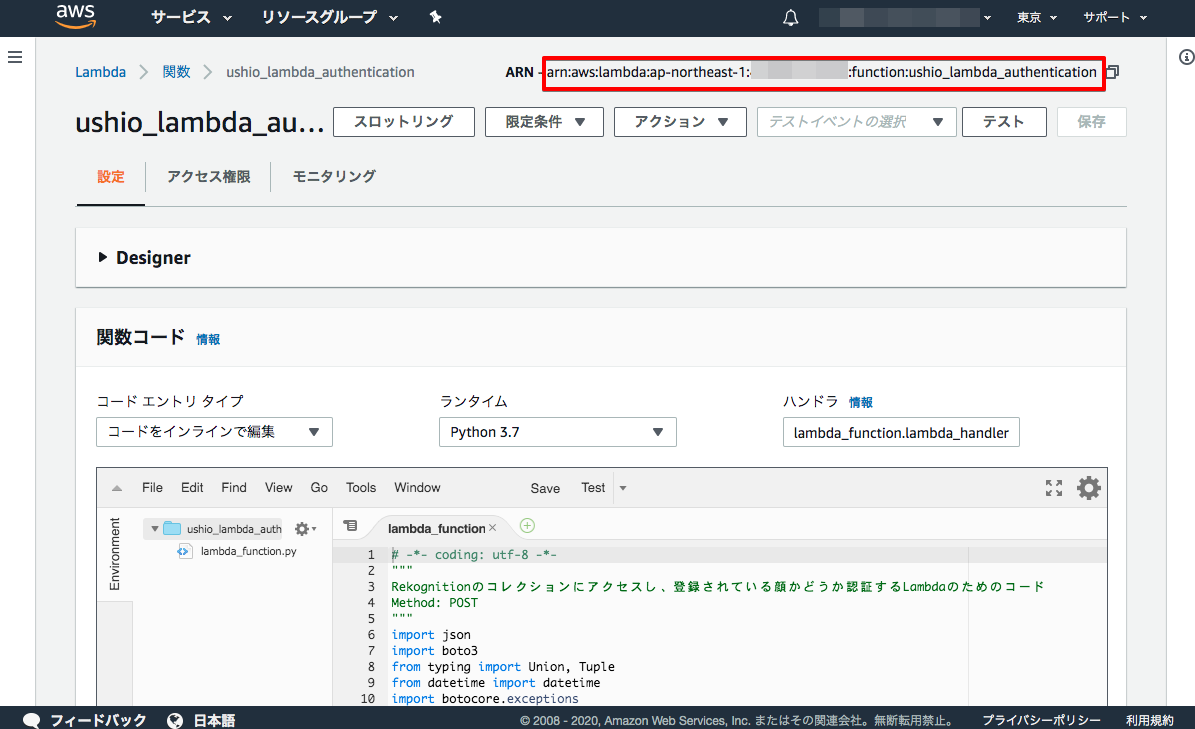 aws サービス リソースグループ 東京 サポート
Lambda 関数 ushio_lambda_authentication ARN - arn:aws:lambda:ap-northeast-1: :function:ushio_lambda_authentication
ushio_lambda_au... スロットリング 限定条件 アクション テストイベントの選択 テスト 保存
設定 アクセス権限 モニタリング
Designer
関数コード 情報
コード エントリ タイプ ランタイム ハンドラ 情報
コードをインラインで編集 Python 3.7 lambda_function.lambda_handler
File Edit Find View Go Tools Window Save Test
Environment
ushio_lambda_auth
lambda_function.py
lambda_function
1 # -*- coding: utf-8 -*-
2 """
3 Rekognitionのコレクションにアクセスし、登録されている顔かどうか認証するLambdaのためのコード
4 Method: POST
5 """
6 import json
7 import boto3
8 from typing import Union, Tuple
9 from datetime import datetime
10 import botocore.exceptions
フィードバック 日本語 © 2008 - 2020, Amazon Web Services, Inc. またはその関連会社。無断転用禁止。 プライバシーポリシー 利用規約